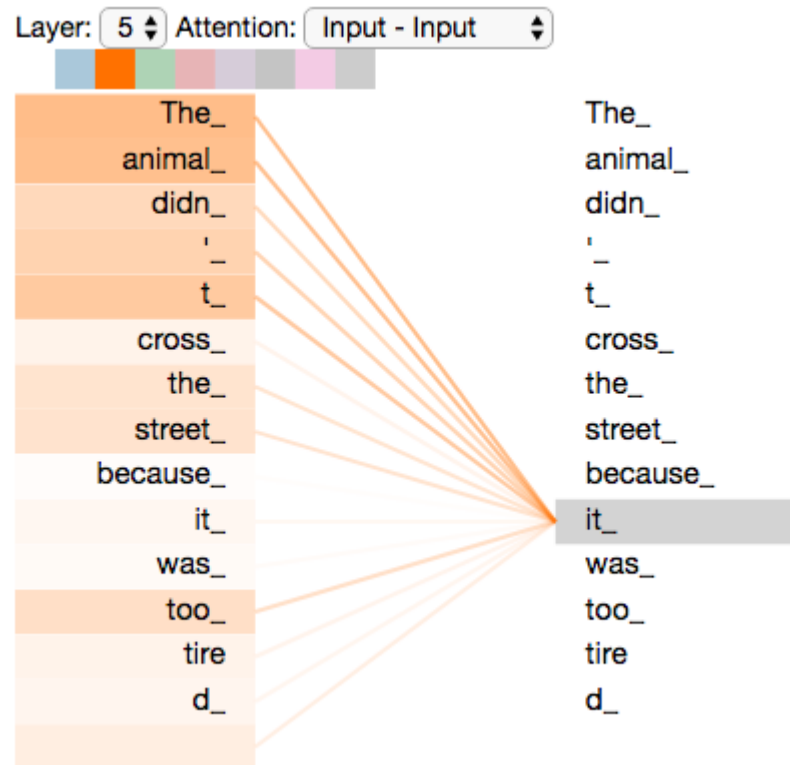 Layer: 5 Attention: Input - Input
The_ The_
animal_ animal_
didn_ didn_
'_ '_
t_ t_
cross_ cross_
the_ the_
street_ street_
because_ because_
it_ it_
was_ was_
too_ too_
tire tire
d_ d_